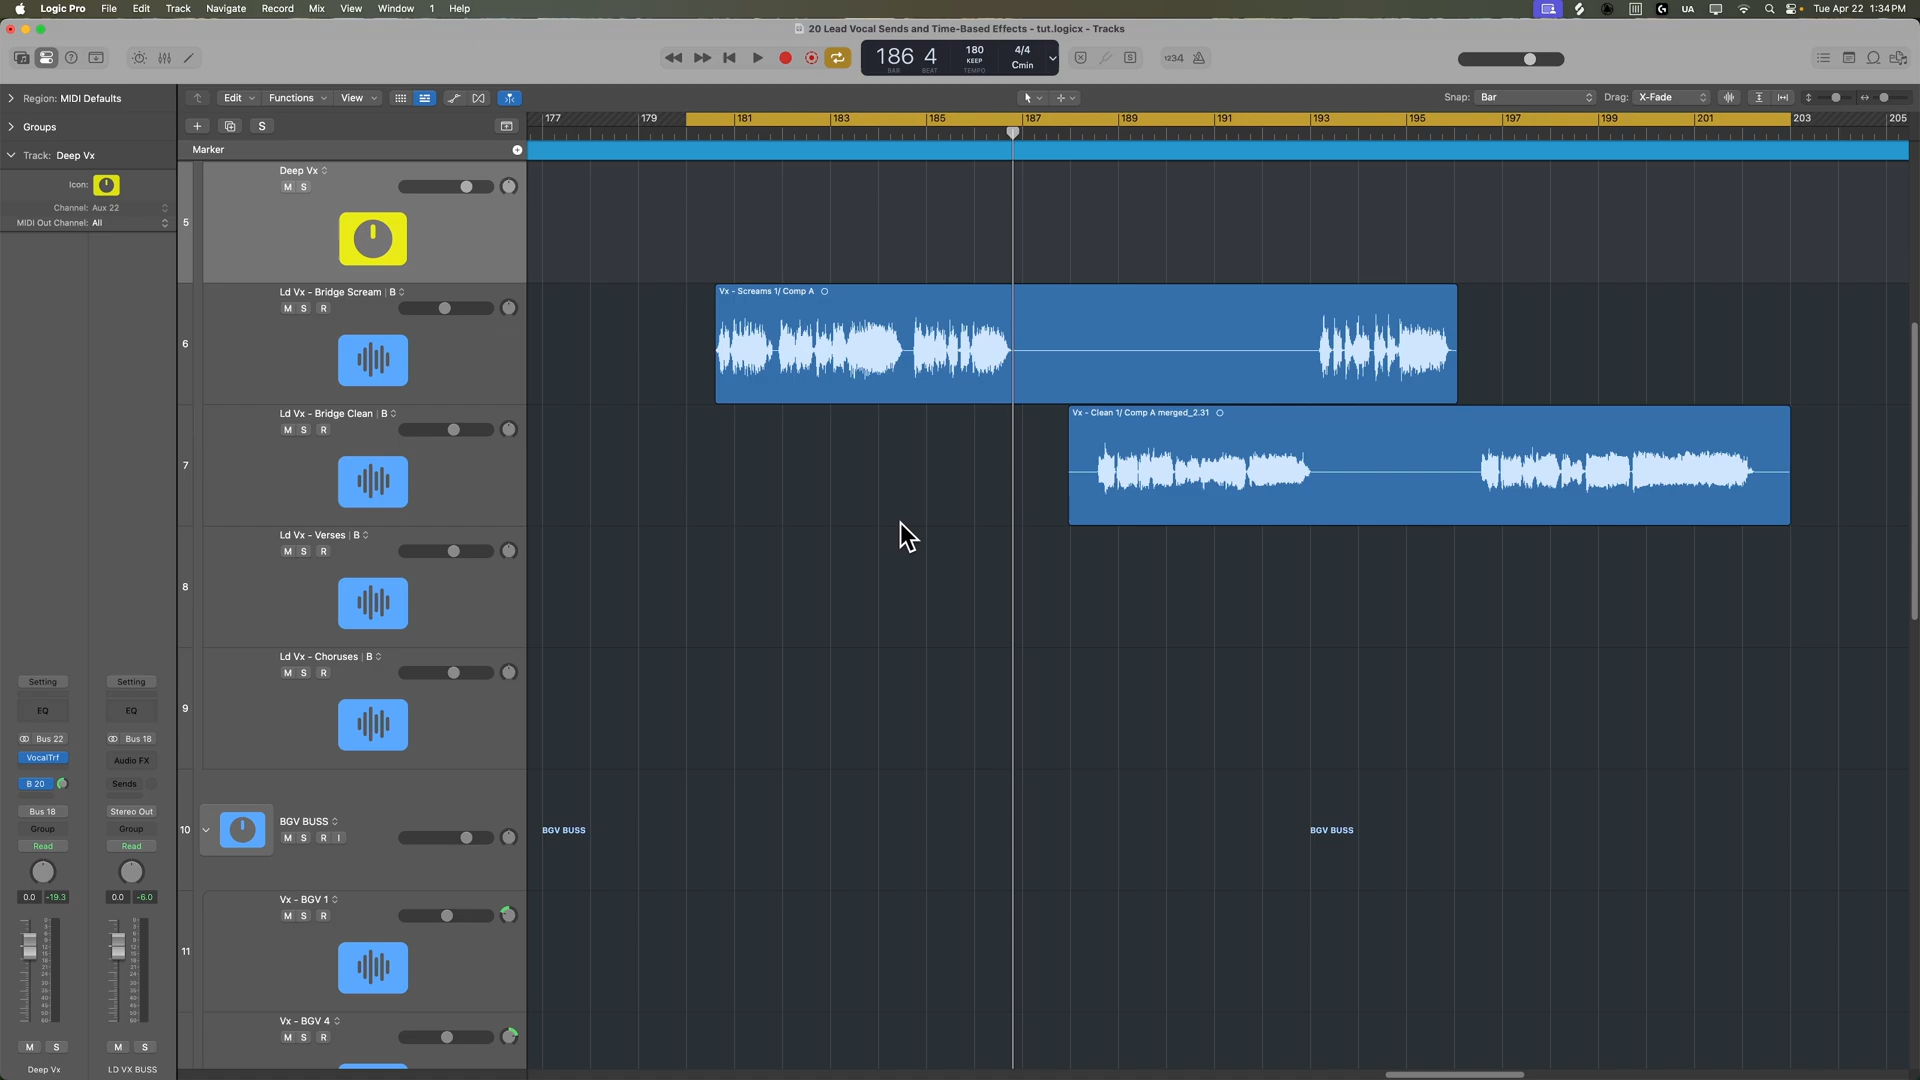 Logic Pro File Edit Track Navigate Record Mix View Window 1 Help UA Tue Apr 22 1:34 PM
20 Lead Vocal Sends and Time-Based Effects - tut.logicx - Tracks
186 4 180 KEEP 4/4 Cmin
BAR BEAT TEMPO
1234
Region: MIDI Defaults
Edit Functions View Snap: Bar Drag: X-Fade
Groups
S
177 179 181 183 185 187 189 191 193 195 197 199 201 203 205
Track: Deep Vx
Marker
Icon:
Channel: Aux 22
MIDI Out Channel: All
5
Deep Vx
M S
6
Ld Vx - Bridge Scream | B
M S R
Vx - Screams 1/ Comp A
7
Ld Vx - Bridge Clean | B
M S R
Vx - Clean 1/ Comp A merged_2.31
8
Ld Vx - Verses | B
M S R
9
Ld Vx - Choruses | B
M S R
10
BGV BUSS
M S R I
BGV BUSS BGV BUSS
11
Vx - BGV 1
M S R
Vx - BGV 4
M S R
Setting Setting
EQ EQ
Bus 22 Bus 18
VocalTrf Audio FX
B 20 Sends
Bus 18 Stereo Out
Group Group
Read Read
0.0 -19.3 0.0 -6.0
M S M S
Deep Vx LD VX BUSS